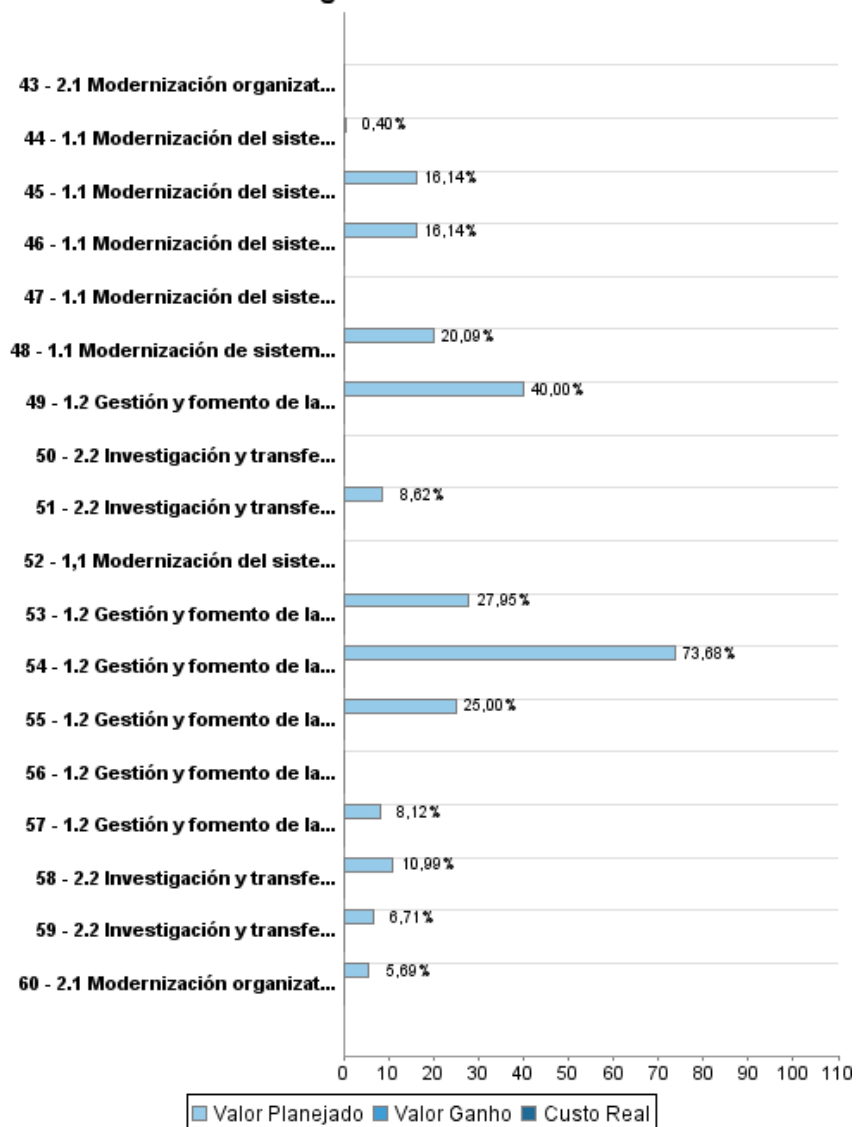 43 - 2.1 Modernización organizat...
44 - 1.1 Modernización del siste...
0,40%
45 - 1.1 Modernización del siste...
16,14%
46 - 1.1 Modernización del siste...
16,14%
47 - 1.1 Modernización del siste...
48 - 1.1 Modernización de sistem...
20,09%
49 - 1.2 Gestión y fomento de la...
40,00%
50 - 2.2 Investigación y transfe...
51 - 2.2 Investigación y transfe...
8,62%
52 - 1,1 Modernización del siste...
53 - 1.2 Gestión y fomento de la...
27,95%
54 - 1.2 Gestión y fomento de la...
73,68%
55 - 1.2 Gestión y fomento de la...
25,00%
56 - 1.2 Gestión y fomento de la...
57 - 1.2 Gestión y fomento de la...
8,12%
58 - 2.2 Investigación y transfe...
10,99%
59 - 2.2 Investigación y transfe...
6,71%
60 - 2.1 Modernización organizat...
5,69%
0 10 20 30 40 50 60 70 80 90 100 110
Valor Planejado Valor Ganho Custo Real